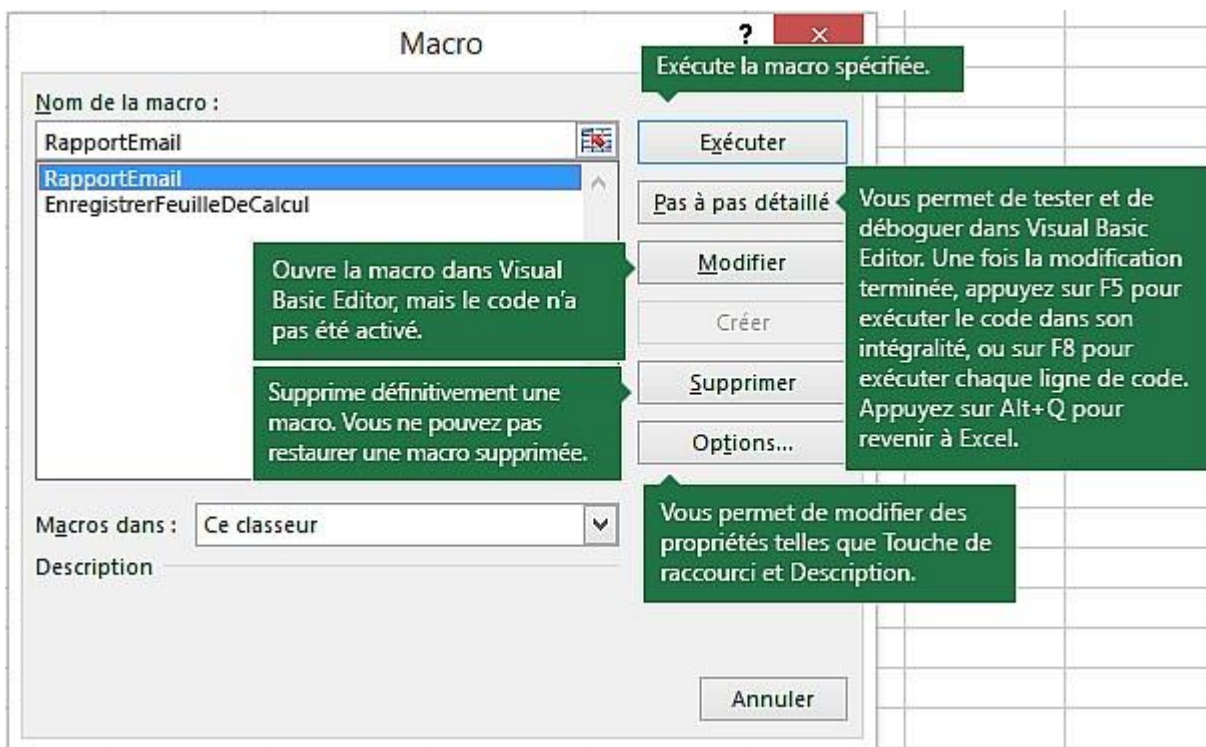 Macro
?
×
Exécute la macro spécifiée.
Nom de la macro :
RapportEmail
Exécuter
RapportEmail
EnregistrerFeuilleDeCalcul
Pas à pas détaillé
Vous permet de tester et de
déboguer dans Visual Basic
Editor. Une fois la modification
terminée, appuyez sur F5 pour
exécuter le code dans son
intégralité, ou sur F8 pour
exécuter chaque ligne de code.
Appuyez sur Alt+Q pour
revenir à Excel.
Ouvre la macro dans Visual
Basic Editor, mais le code n'a
pas été activé.
Modifier
Créer
Supprime définitivement une
macro. Vous ne pouvez pas
restaurer une macro supprimée.
Supprimer
Options...
Vous permet de modifier des
propriétés telles que Touche de
raccourci et Description.
Macros dans :
Ce classeur
Description
Annuler